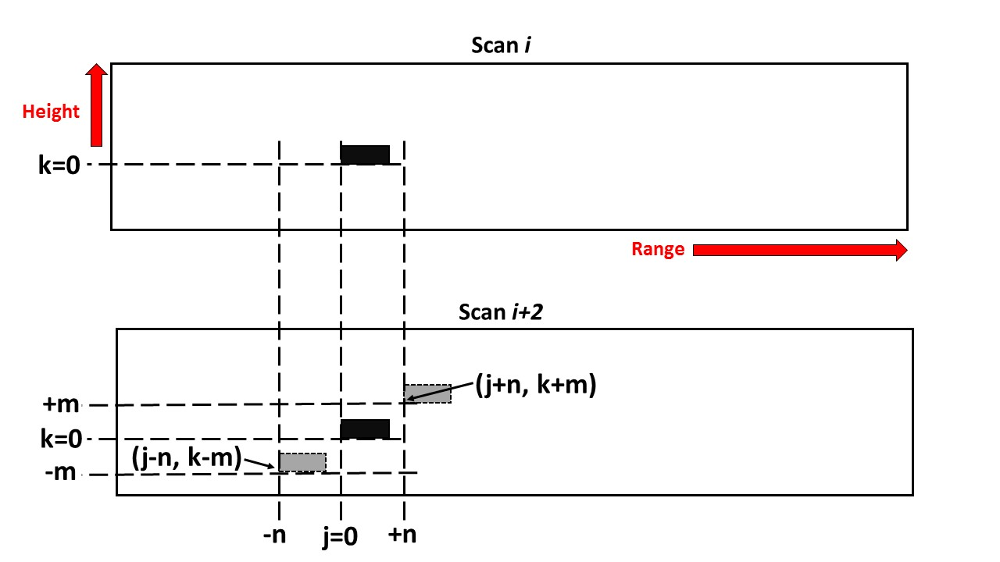 Scan i
Height
k=0
Range
Scan i+2
(j+n, k+m)
+m
k=0
(j-n, k-m)
-m
-n
j=0
+n